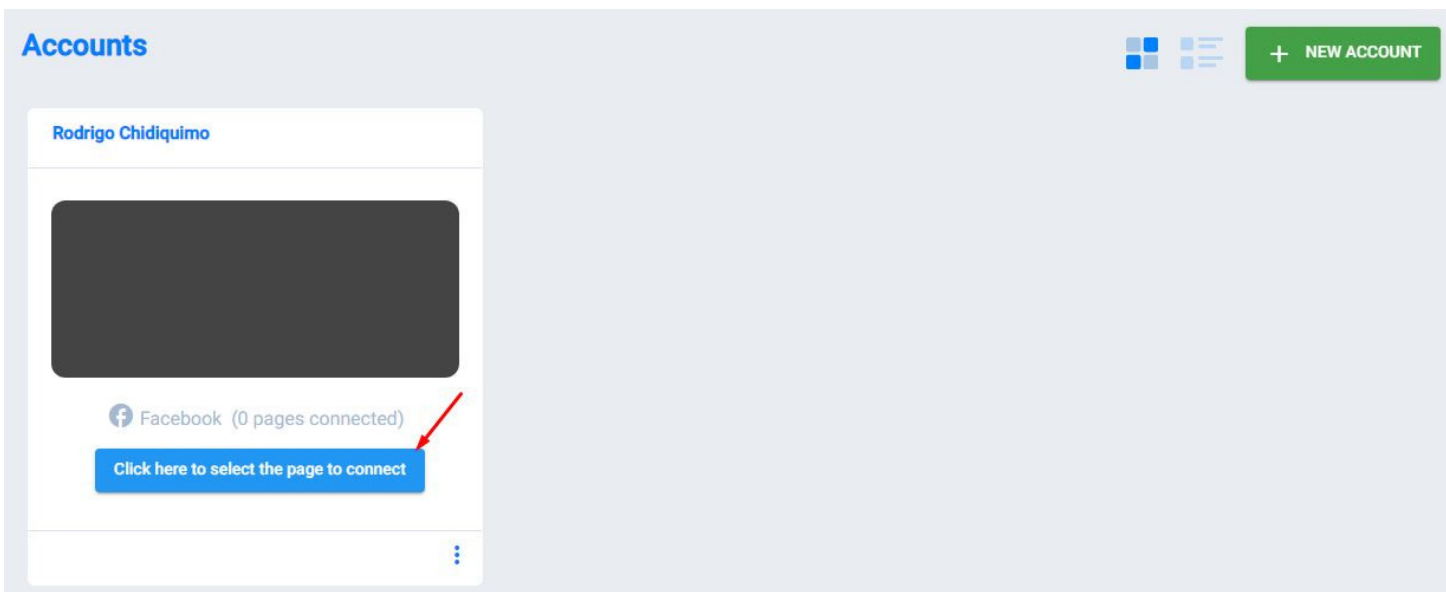 Accounts
+ NEW ACCOUNT
Rodrigo Chidiquimo
Facebook (0 pages connected)
Click here to select the page to connect